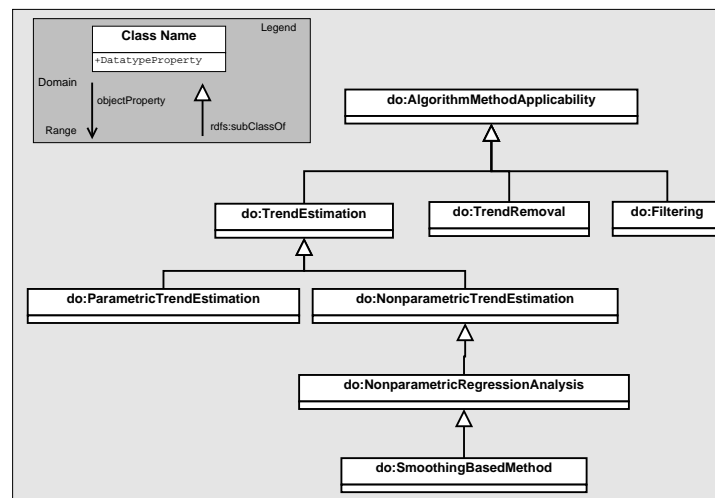 Class Name
Legend
+DatatypeProperty
Domain
objectProperty
Range
rdfs:subClassOf
do:AlgorithmMethodApplicability
do:TrendEstimation
do:TrendRemoval
do:Filtering
do:ParametricTrendEstimation
do:NonparametricTrendEstimation
do:NonparametricRegressionAnalysis
do:SmoothingBasedMethod